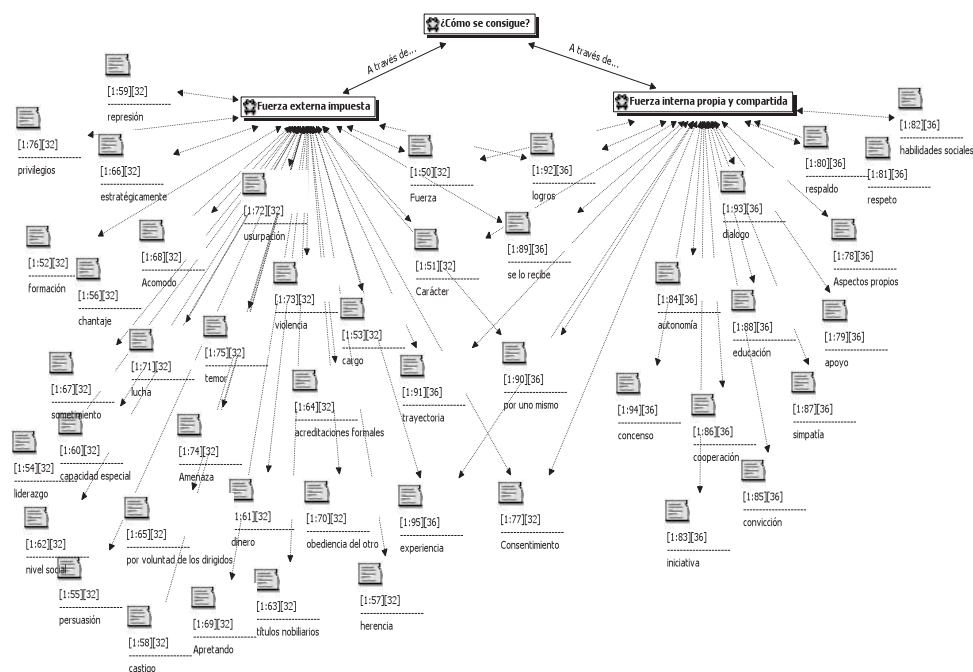 ¿Cómo se consigue?
A través de...
A través de...
Fuerza externa impuesta
Fuerza interna propia y compartida
[1:59][32]
represión
[1:76][32]
privilegios
[1:66][32]
estratégicamente
[1:50][32]
Fuerza
[1:92][36]
logros
[1:80][36]
respaldo
[1:82][36]
habilidades sociales
[1:81][36]
respeto
[1:72][32]
usurpación
[1:93][36]
dialogo
[1:52][32]
formación
[1:68][32]
Acomodo
[1:56][32]
chantaje
[1:51][32]
Carácter
[1:89][36]
se lo recibe
[1:78][36]
Aspectos propios
[1:73][32]
violencia
[1:53][32]
cargo
[1:84][36]
autonomía
[1:88][36]
educación
[1:79][36]
apoyo
[1:67][32]
sometimiento
[1:71][32]
lucha
[1:75][32]
temor
[1:64][32]
acreditaciones formales
[1:91][36]
trayectoria
[1:90][36]
por uno mismo
[1:94][36]
concenso
[1:86][36]
cooperación
[1:87][36]
simpatía
[1:54][32]
liderazgo
[1:60][32]
capacidad especial
[1:74][32]
Amenaza
[1:85][36]
convicción
[1:62][32]
nivel social
[1:65][32]
por voluntad de los dirigidos
[1:61][32]
dinero
[1:70][32]
obediencia del otro
[1:95][36]
experiencia
[1:77][32]
Consentimiento
[1:83][36]
iniciativa
[1:55][32]
persuasión
[1:58][32]
castigo
[1:69][32]
Apretando
[1:63][32]
títulos nobiliarios
[1:57][32]
herencia